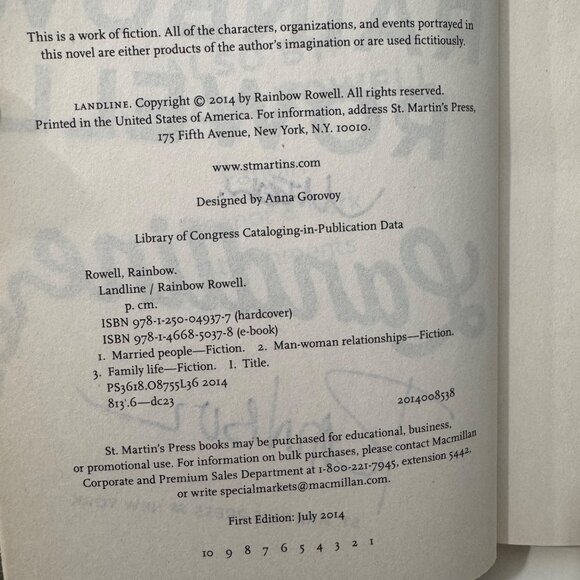 This is a work of fiction. All of the characters, organizations, and events portrayed in
this novel are either products of the author's imagination or are used fictitiously.
LANDLINE. Copyright © 2014 by Rainbow Rowell. All rights reserved.
Printed in the United States of America. For information, address St. Martin's Press,
175 Fifth Avenue, New York, N.Y. 10010.
www.stmartins.com
Designed by Anna Gorovoy
Library of Congress Cataloging-in-Publication Data
Rowell, Rainbow.
Landline / Rainbow Rowell.
p. cm.
ISBN 978-1-250-04937-7 (hardcover)
ISBN 978-1-4668-5037-8 (e-book)
1. Married people—Fiction. 2. Man-woman relationships—Fiction.
3. Family life—Fiction. I. Title.
PS3618.O8755L36 2014
813'.6—dc23 2014008538
St. Martin's Press books may be purchased for educational, business,
or promotional use. For information on bulk purchases, please contact Macmillan
Corporate and Premium Sales Department at 1-800-221-7945, extension 5442,
or write specialmarkets@macmillan.com.
First Edition: July 2014
10 9 8 7 6 5 4 3 2 1